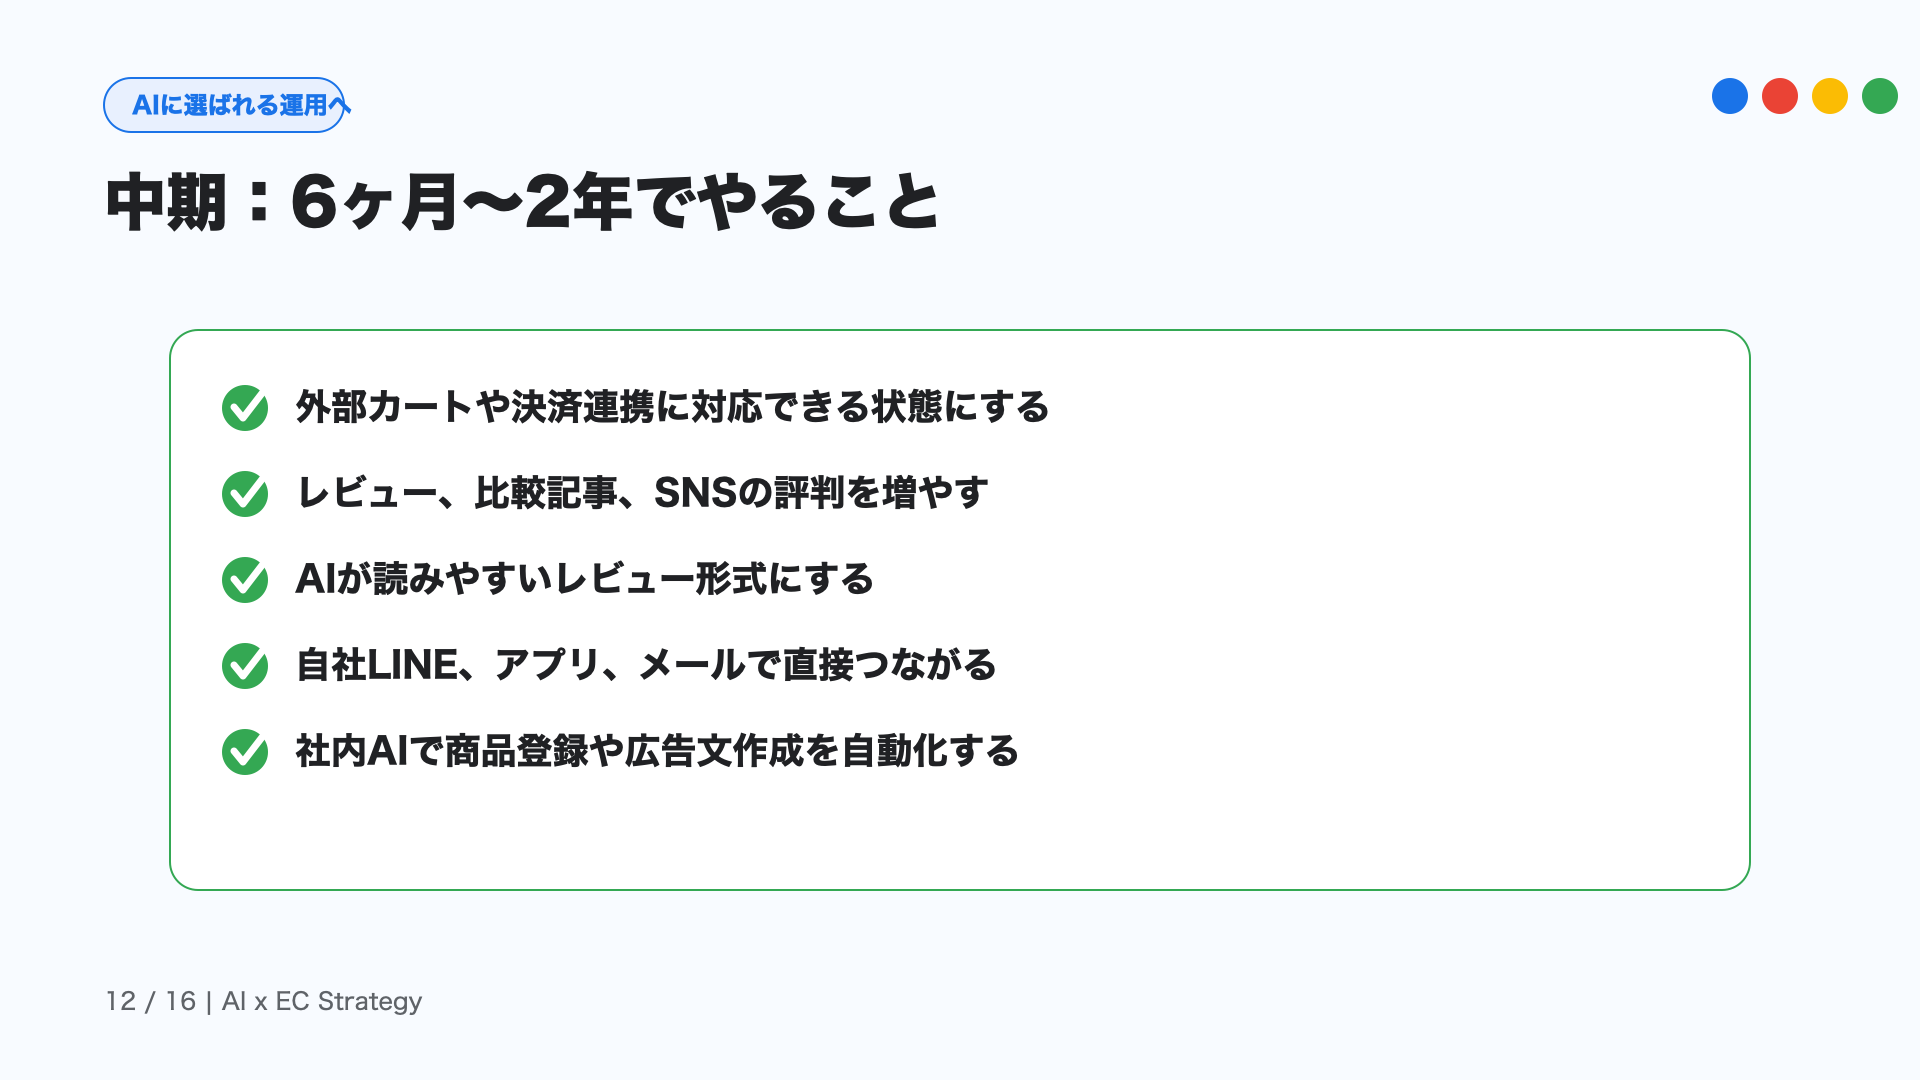 AIに選ばれる運用へ
中期：6ヶ月〜2年でやること
外部カートや決済連携に対応できる状態にする
レビュー、比較記事、SNSの評判を増やす
AIが読みやすいレビュー形式にする
自社LINE、アプリ、メールで直接つながる
社内AIで商品登録や広告文作成を自動化する
12 / 16 | AI x EC Strategy